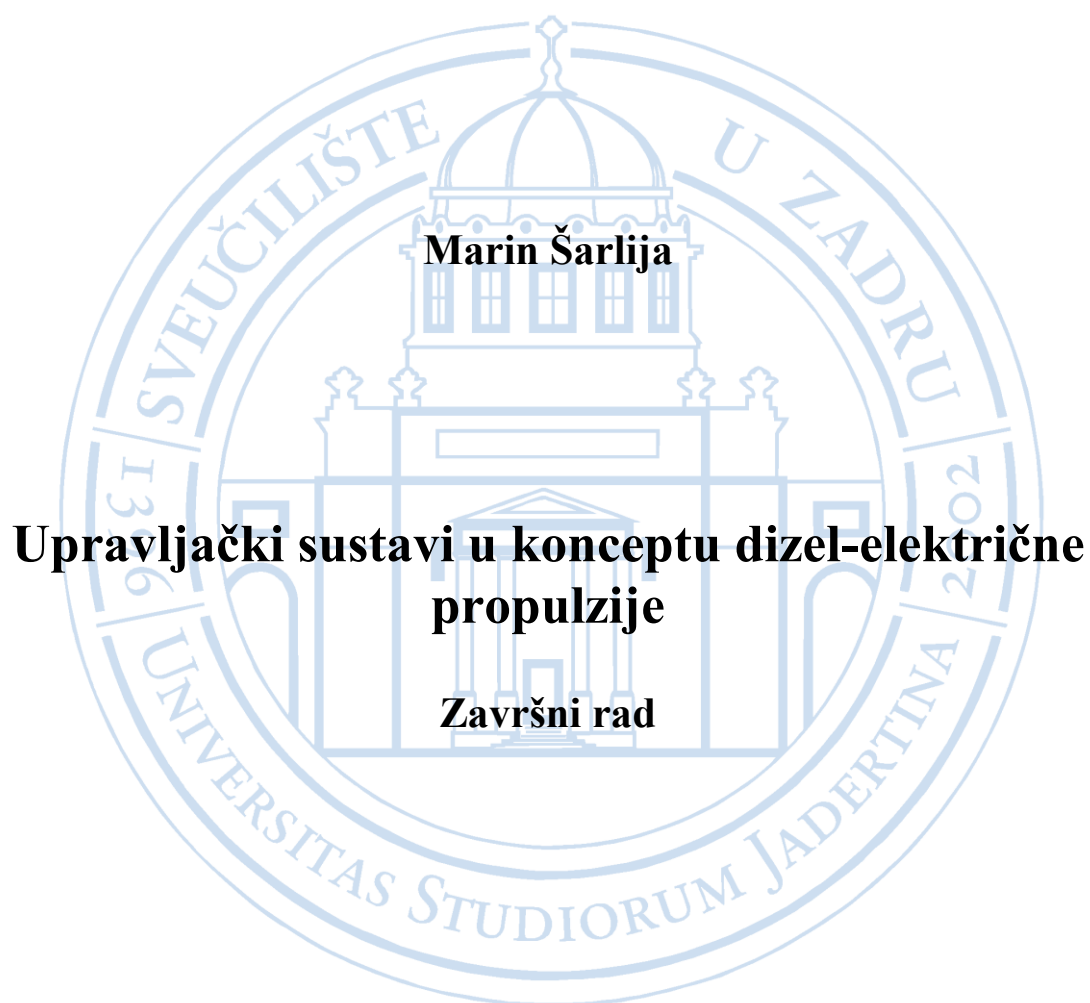 SVEUČILIŠTE U ZADRU
Marin Šarlija
1396
2002
Upravljački sustavi u konceptu dizel-električne
propulzije
Završni rad
UNIVERSITAS STUDIORUM JADERTINA